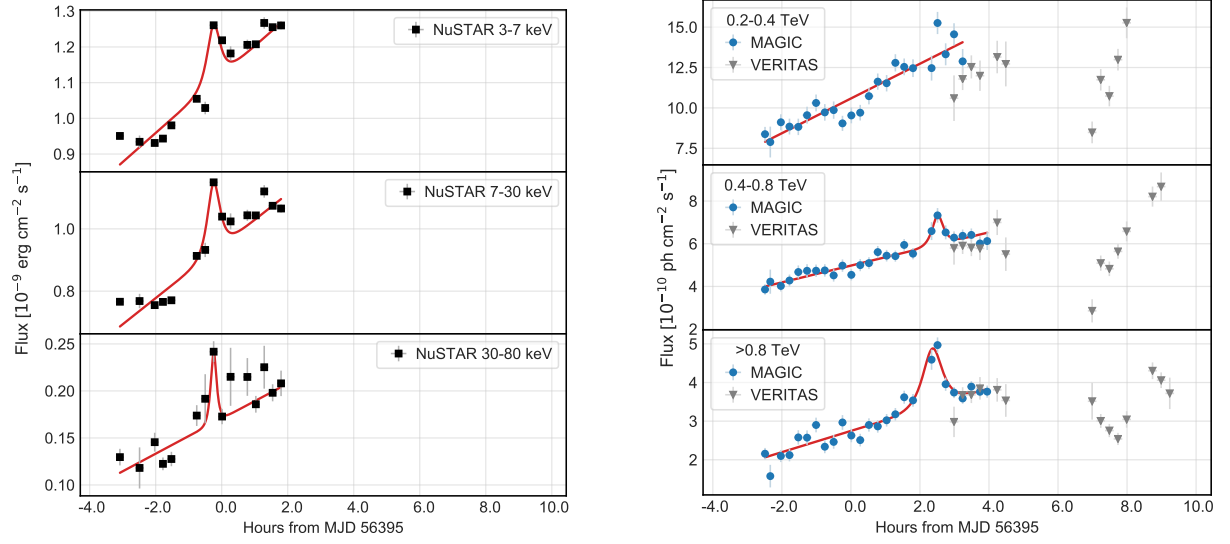 1.3
1.2
1.1
1.0
0.9
NuSTAR 3-7 keV
1.0
0.8
NuSTAR 7-30 keV
0.25
0.20
0.15
0.10
NuSTAR 30-80 keV
Flux [10⁻⁹ erg cm⁻² s⁻¹]
-4.0 -2.0 0.0 2.0 4.0 6.0 8.0 10.0
Hours from MJD 56395
15.0
12.5
10.0
7.5
0.2-0.4 TeV
MAGIC
VERITAS
8
6
4
2
0.4-0.8 TeV
MAGIC
VERITAS
5
4
3
2
>0.8 TeV
MAGIC
VERITAS
Flux [10⁻¹⁰ ph cm⁻² s⁻¹]
-4.0 -2.0 0.0 2.0 4.0 6.0 8.0 10.0
Hours from MJD 56395